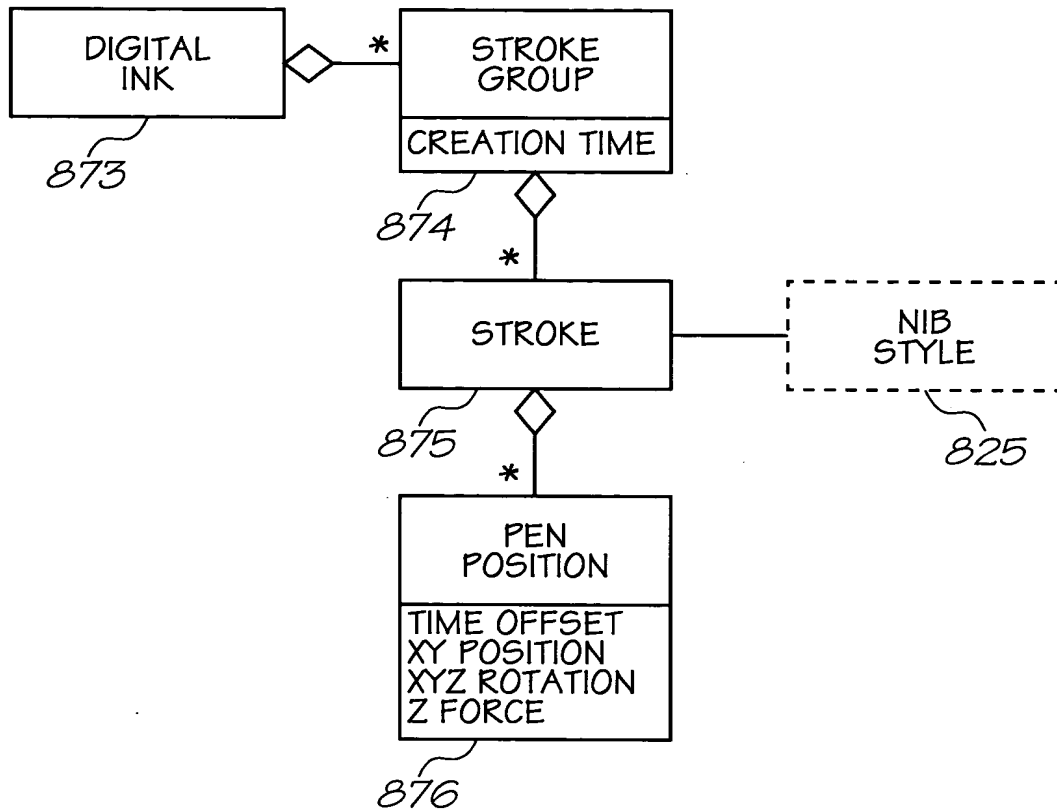 DIGITAL
INK
873
*
STROKE
GROUP
CREATION TIME
874
*
STROKE
875
NIB
STYLE
825
*
PEN
POSITION
TIME OFFSET
XY POSITION
XYZ ROTATION
Z FORCE
876